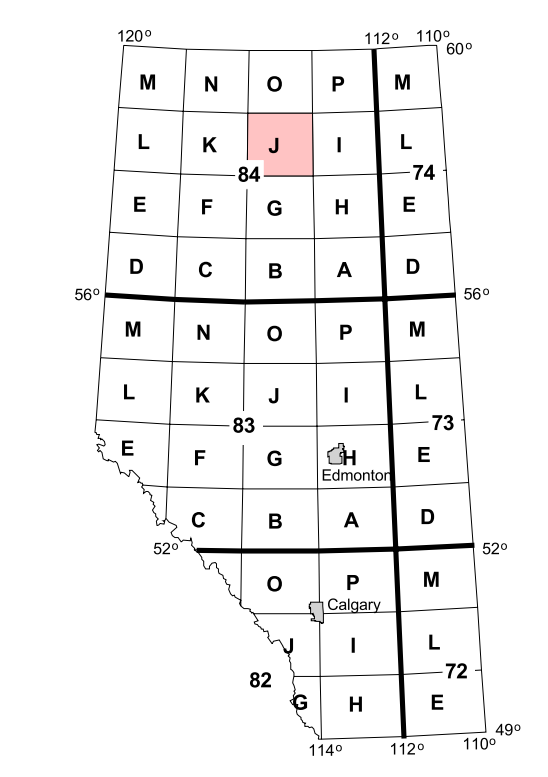 120° 112° 110°
60°
M N O P M
L K J I L
84 74
E F G H E
D C B A D
56° 56°
M N O P M
L K J I L
83 73
E F G H E
Edmonton
C B A D
52° 52°
O P M
Calgary
J I L
82 72
G H E
49°
114° 112° 110°